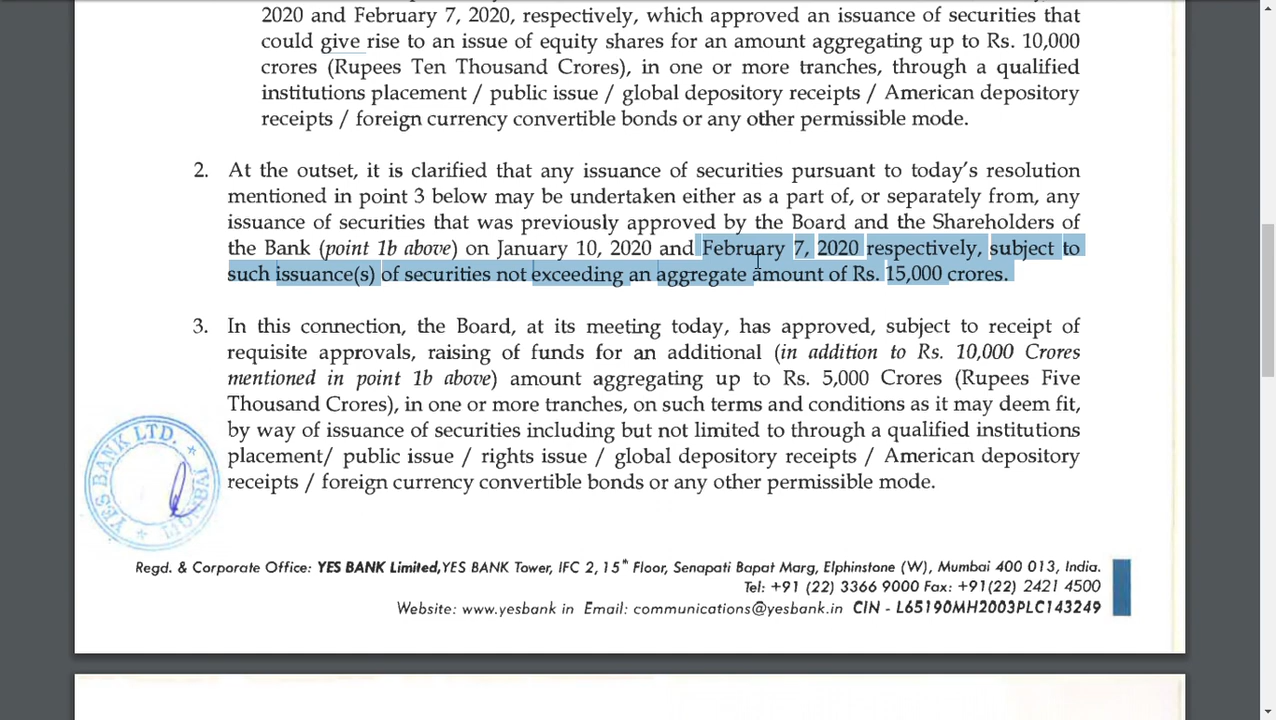 2020 and February 7, 2020, respectively, which approved an issuance of securities that
could give rise to an issue of equity shares for an amount aggregating up to Rs. 10,000
crores (Rupees Ten Thousand Crores), in one or more tranches, through a qualified
institutions placement / public issue / global depository receipts / American depository
receipts / foreign currency convertible bonds or any other permissible mode.
2. At the outset, it is clarified that any issuance of securities pursuant to today's resolution
mentioned in point 3 below may be undertaken either as a part of, or separately from, any
issuance of securities that was previously approved by the Board and the Shareholders of
the Bank (point 1b above) on January 10, 2020 and February 7, 2020 respectively, subject to
such issuance(s) of securities not exceeding an aggregate amount of Rs. 15,000 crores.
3. In this connection, the Board, at its meeting today, has approved, subject to receipt of
requisite approvals, raising of funds for an additional (in addition to Rs. 10,000 Crores
mentioned in point 1b above) amount aggregating up to Rs. 5,000 Crores (Rupees Five
Thousand Crores), in one or more tranches, on such terms and conditions as it may deem fit,
by way of issuance of securities including but not limited to through a qualified institutions
placement/ public issue / rights issue / global depository receipts / American depository
receipts / foreign currency convertible bonds or any other permissible mode.
YES BANK LTD.
MUMBAI
Regd. & Corporate Office: YES BANK Limited,YES BANK Tower, IFC 2, 15th Floor, Senapati Bapat Marg, Elphinstone (W), Mumbai 400 013, India.
Tel: +91 (22) 3366 9000 Fax: +91(22) 2421 4500
Website: www.yesbank in Email: communications@yesbank.in CIN - L65190MH2003PLC143249